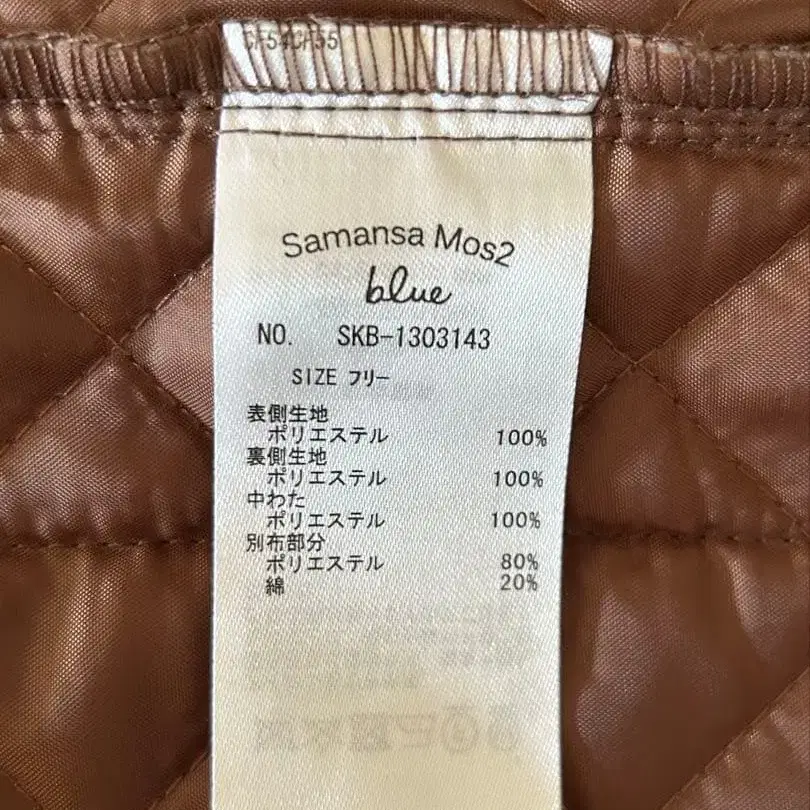 CF54CF55
Samansa Mos2
blue
NO. SKB-1303143
SIZE フリー
表側生地
ポリエステル 100%
裏側生地
ポリエステル 100%
中わた
ポリエステル 100%
別布部分
ポリエステル 80%
綿 20%